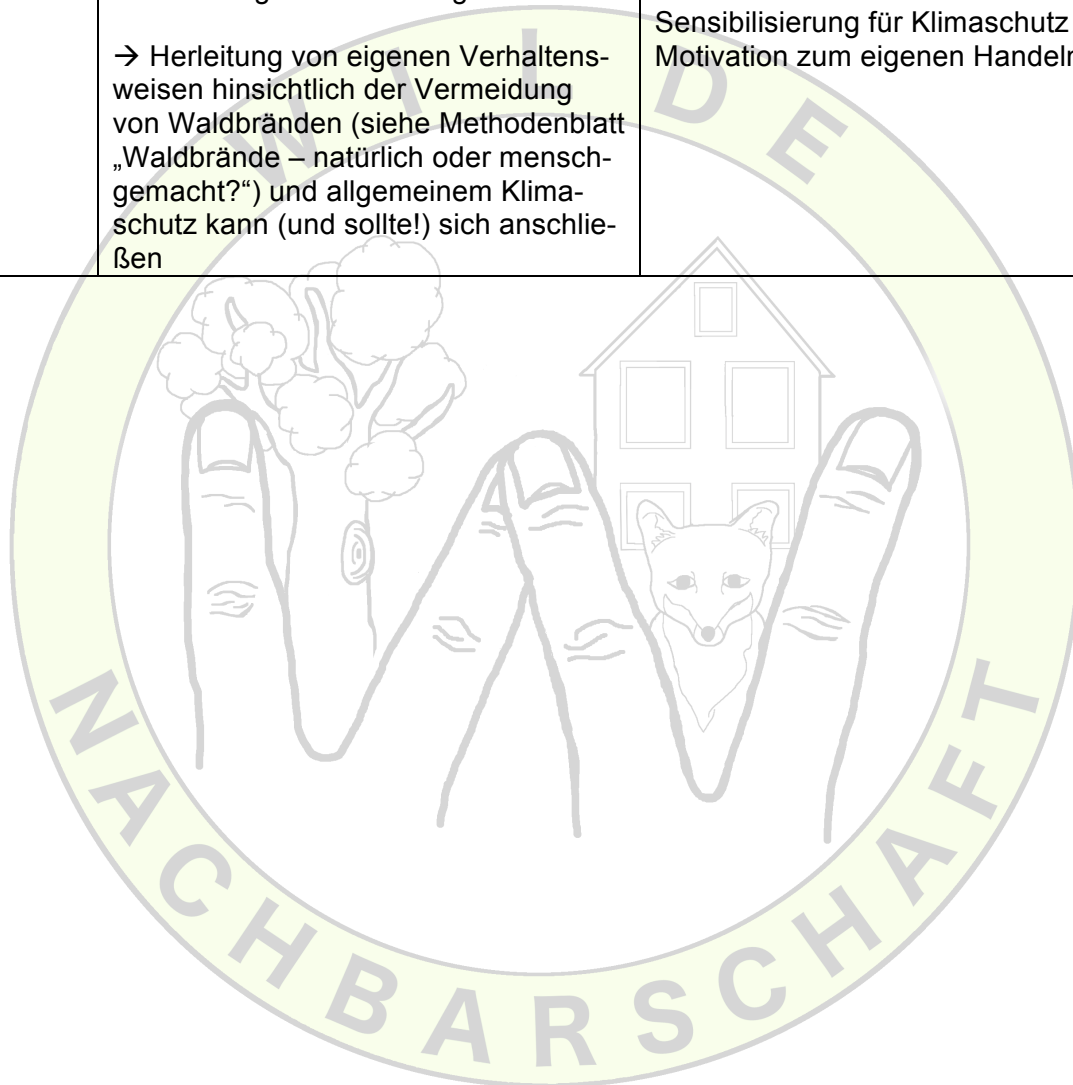 → Herleitung von eigenen Verhaltens-
weisen hinsichtlich der Vermeidung
von Waldbränden (siehe Methodenblatt
„Waldbrände – natürlich oder mensch-
gemacht?“) und allgemeinem Klima-
schutz kann (und sollte!) sich anschlie-
ßen
Sensibilisierung für Klimaschutz
Motivation zum eigenen Handeln
WILDE
NACHBARSCHAFT